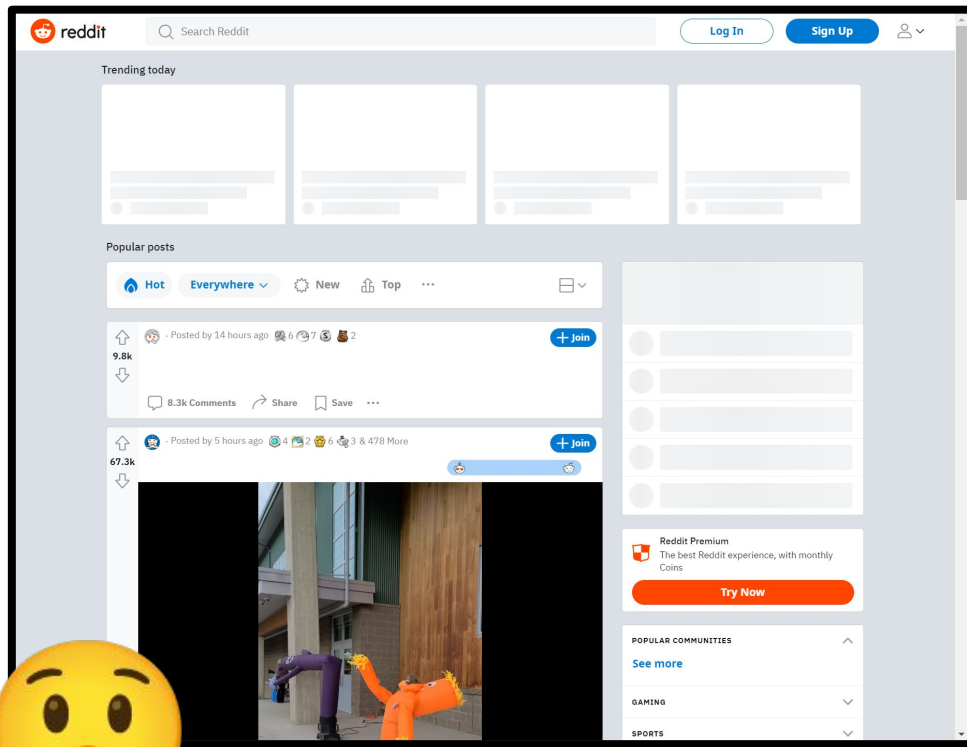 reddit
Search Reddit
Log In
Sign Up
Trending today
Popular posts
Hot
Everywhere
New
Top
···
· Posted by 14 hours ago 6 7 2
Join
9.8k
8.3k Comments
Share
Save
···
· Posted by 5 hours ago 4 2 6 3 & 478 More
Join
67.3k
Reddit Premium
The best Reddit experience, with monthly
Coins
Try Now
POPULAR COMMUNITIES
See more
GAMING
SPORTS